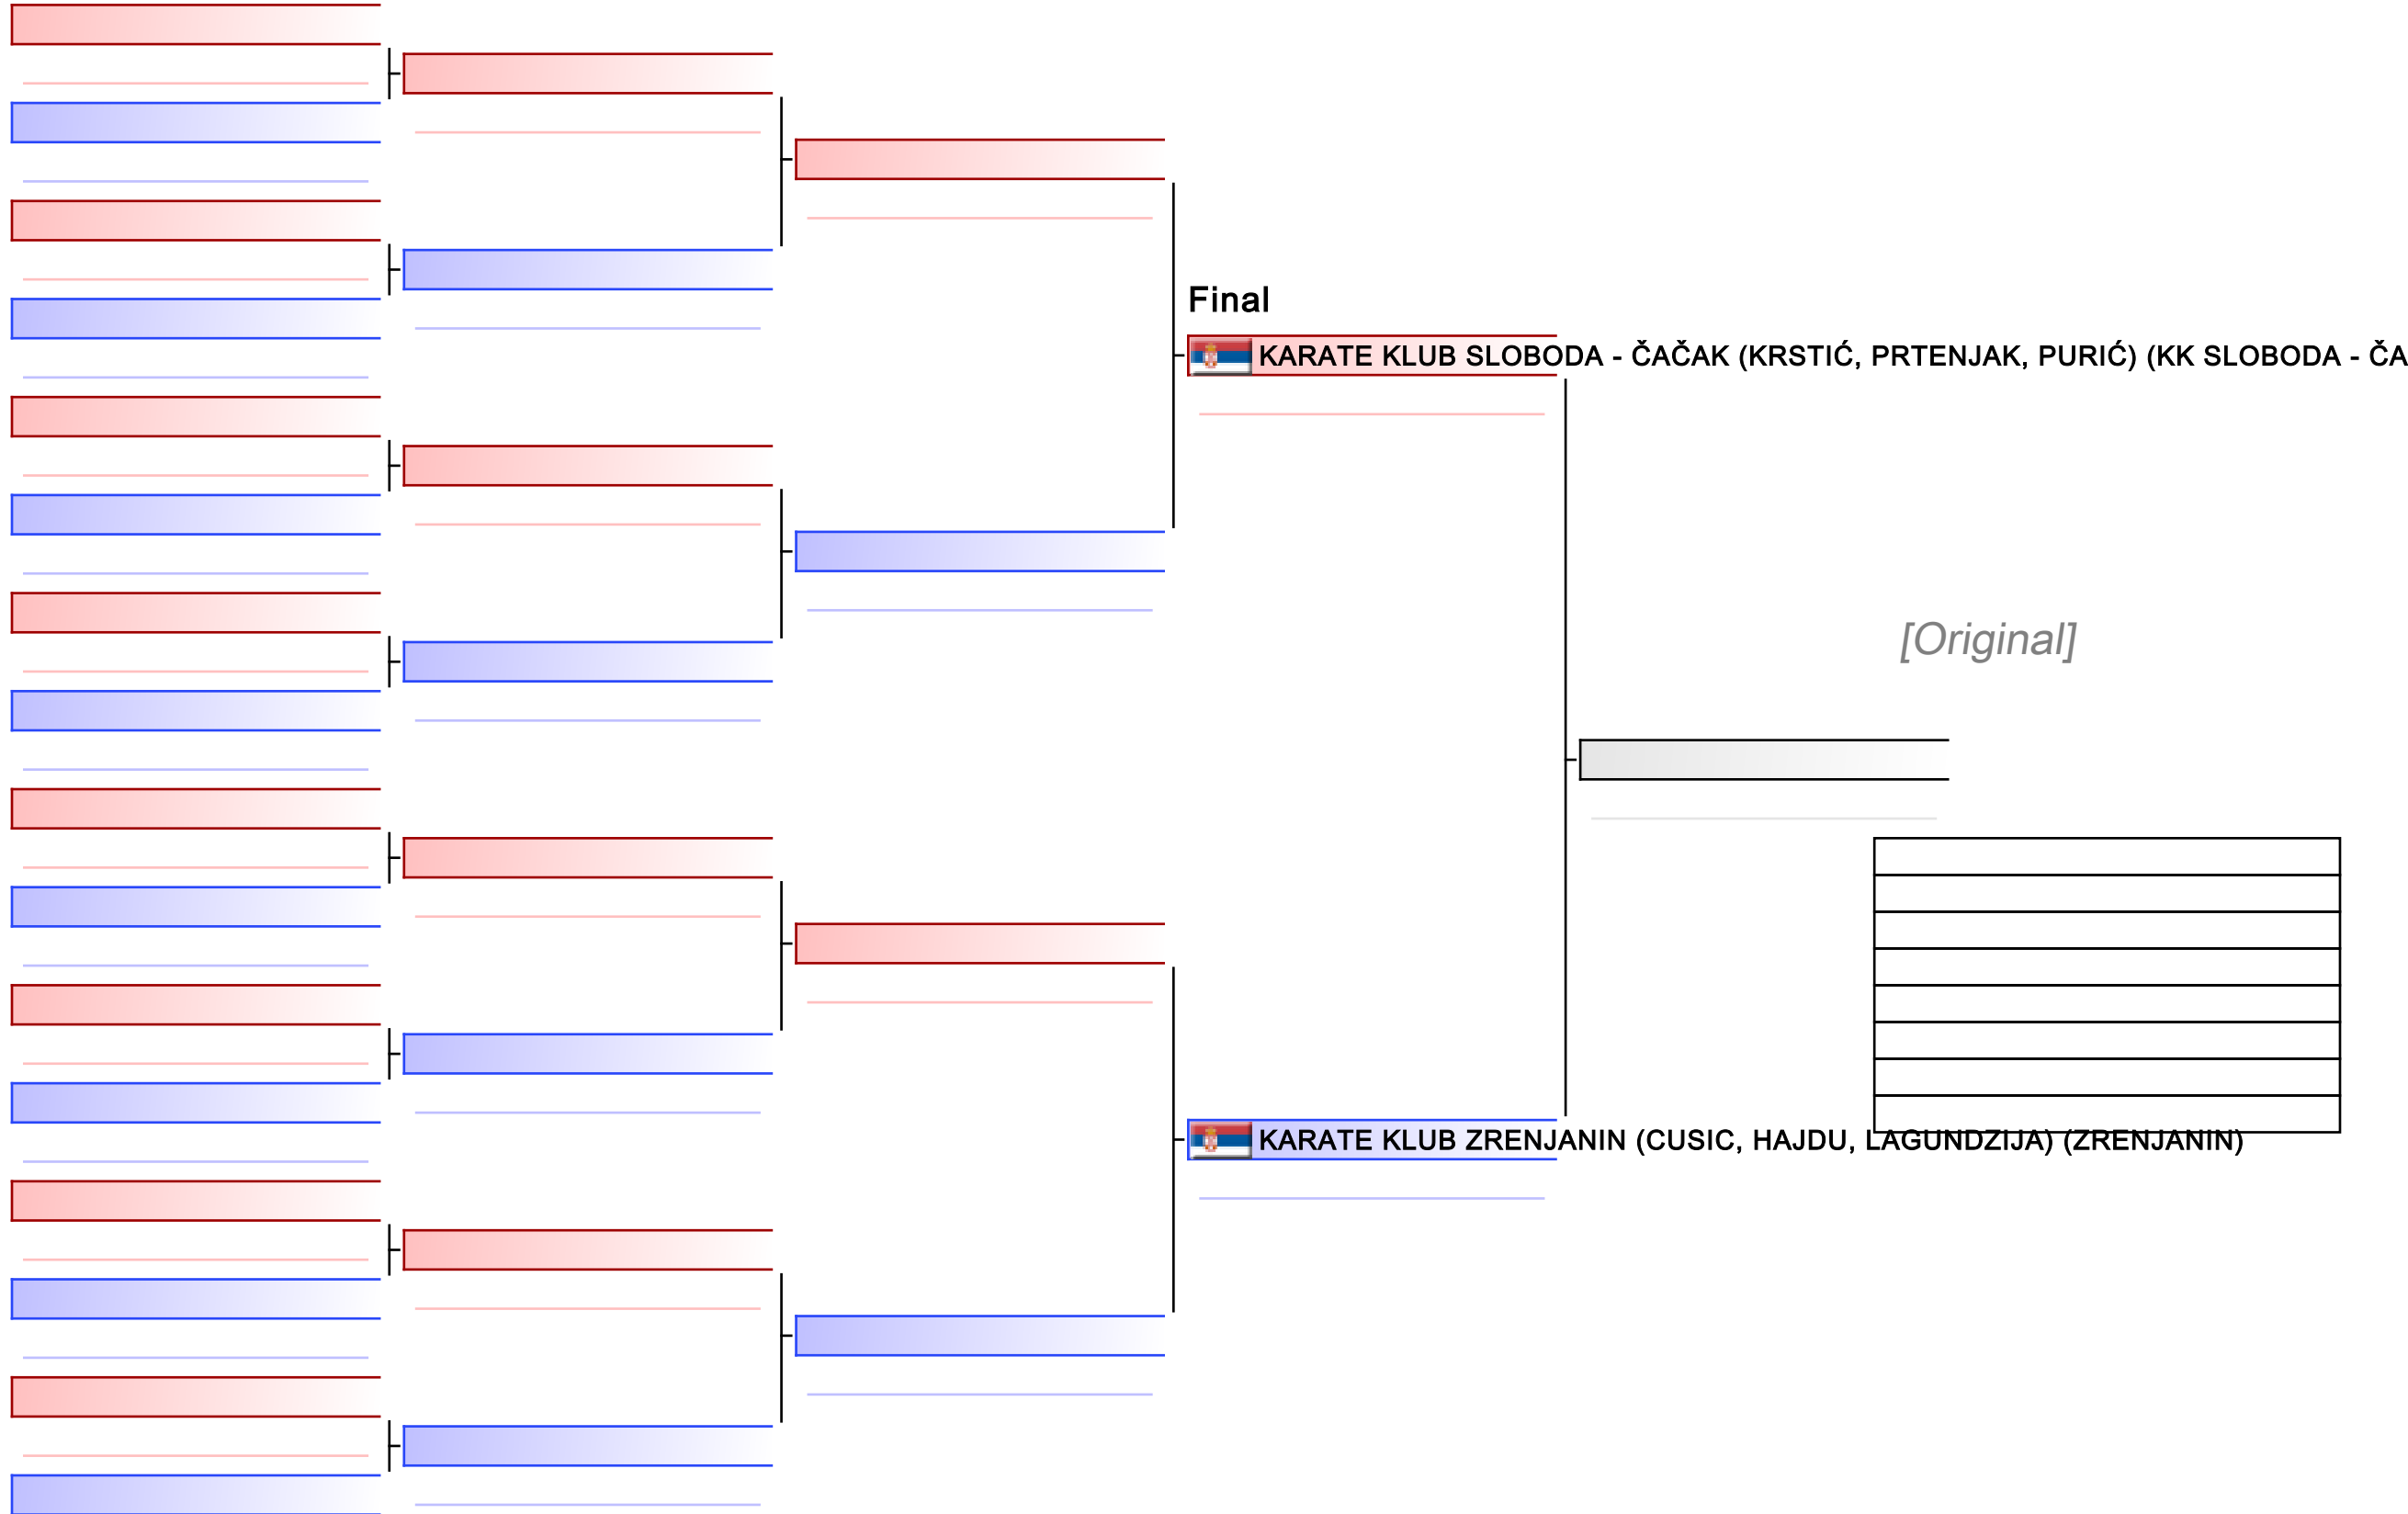 Final
KARATE KLUB SLOBODA - ČAČAK (KRSTIĆ, PRTENJAK, PURIĆ) (KK SLOBODA - ČA
[Original]
KARATE KLUB ZRENJANIN (CUSIC, HAJDU, LAGUNDZIJA) (ZRENJANIN)